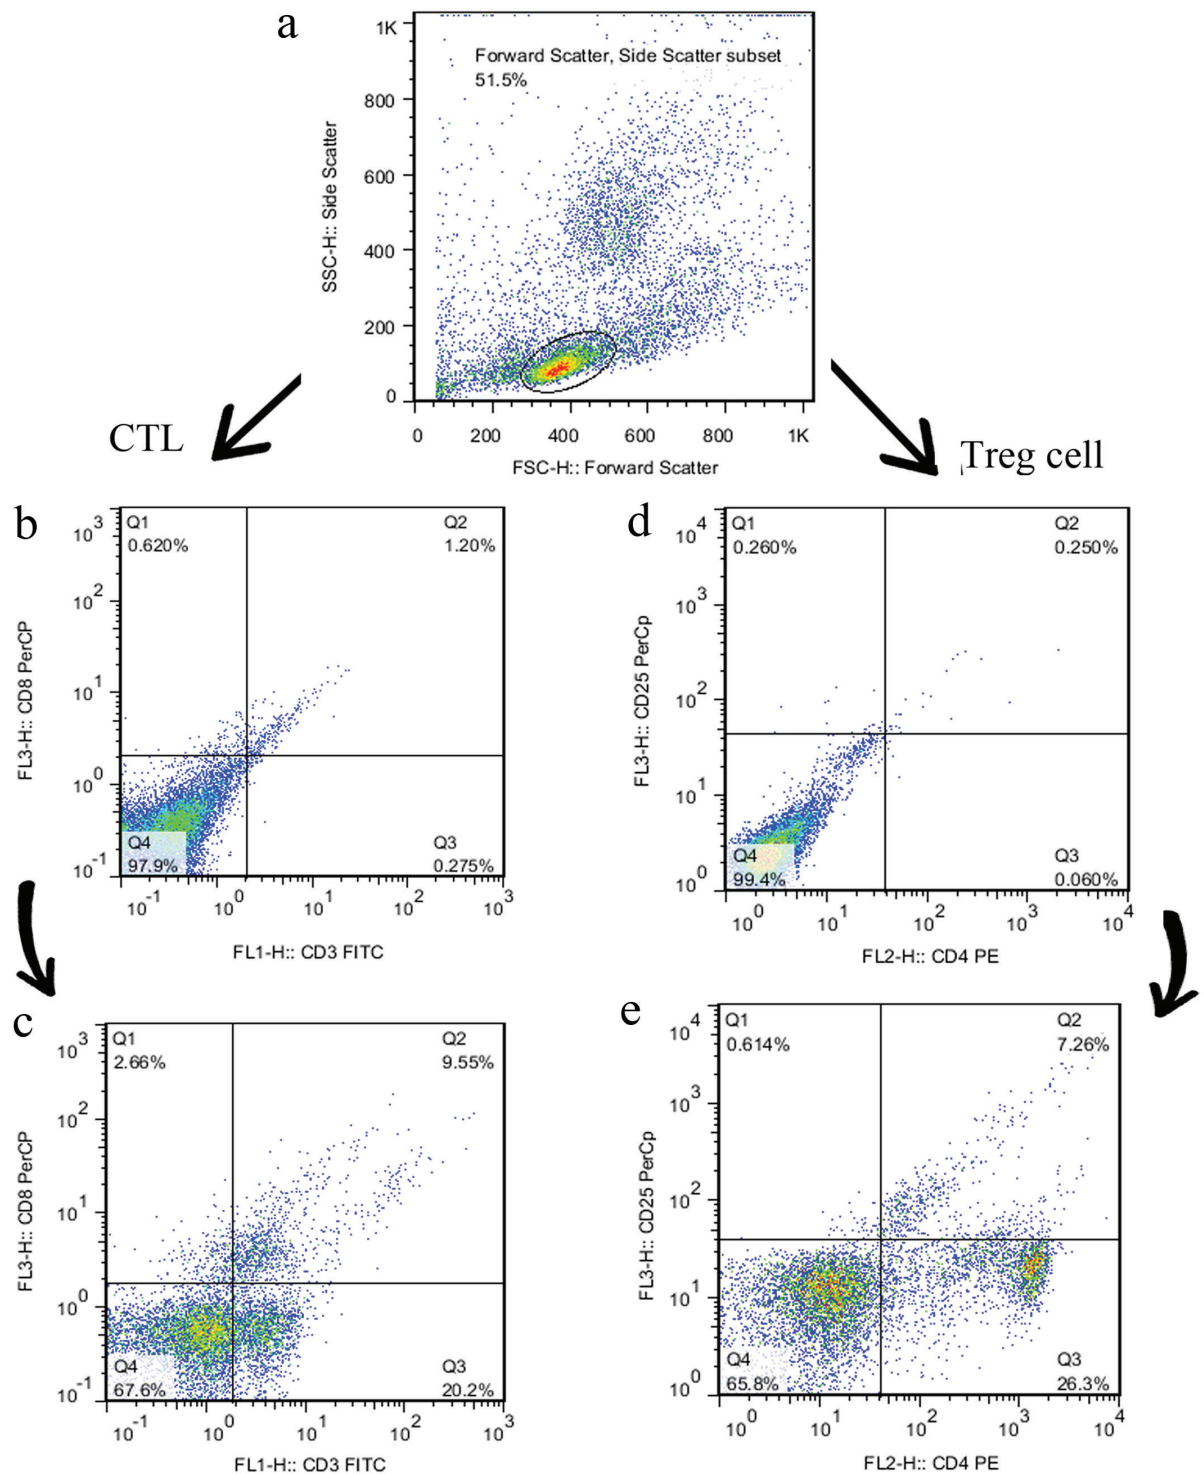 a
Forward Scatter, Side Scatter subset
51.5%
1K
800
600
400
200
0
SSC-H:: Side Scatter
0 200 400 600 800 1K
FSC-H:: Forward Scatter
CTL
Treg cell
b
Q1
0.620%
Q2
1.20%
Q4
97.9%
Q3
0.275%
10³
10²
10¹
10⁰
10⁻¹
FL3-H:: CD8 PerCP
10⁻¹ 10⁰ 10¹ 10² 10³
FL1-H:: CD3 FITC
d
Q1
0.260%
Q2
0.250%
Q4
99.4%
Q3
0.060%
10⁴
10³
10²
10¹
10⁰
FL3-H:: CD25 PerCp
10⁰ 10¹ 10² 10³ 10⁴
FL2-H:: CD4 PE
c
Q1
2.66%
Q2
9.55%
Q4
67.6%
Q3
20.2%
10³
10²
10¹
10⁰
10⁻¹
FL3-H:: CD8 PerCP
10⁻¹ 10⁰ 10¹ 10² 10³
FL1-H:: CD3 FITC
e
Q1
0.614%
Q2
7.26%
Q4
65.8%
Q3
26.3%
10⁴
10³
10²
10¹
10⁰
FL3-H:: CD25 PerCp
10⁰ 10¹ 10² 10³ 10⁴
FL2-H:: CD4 PE